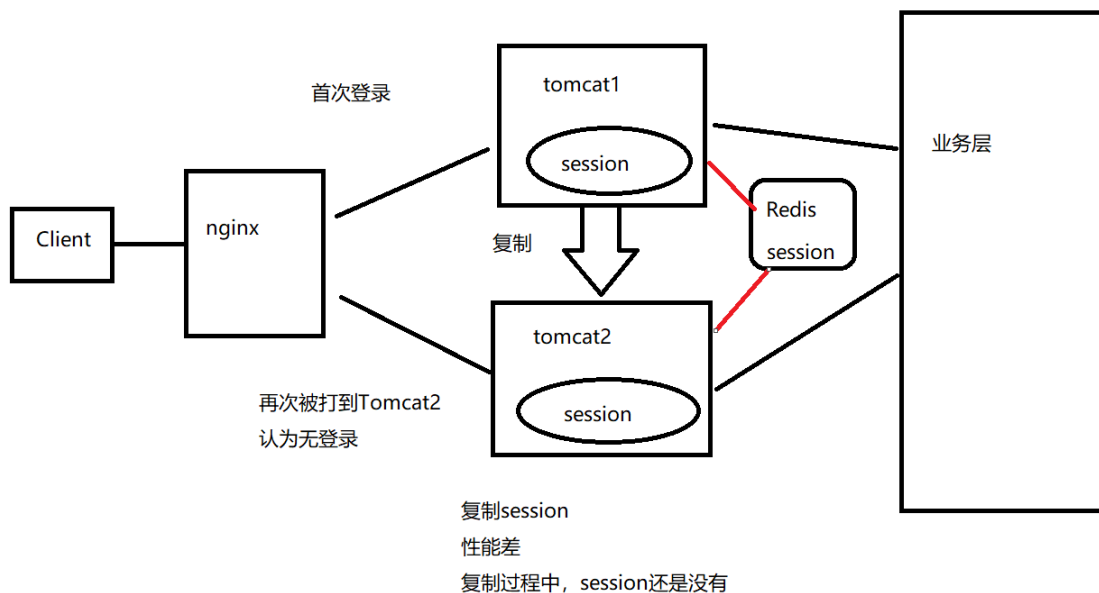 首次登录
tomcat1
session
业务层
Client
nginx
复制
Redis
session
tomcat2
session
再次被打到Tomcat2
认为无登录
复制session
性能差
复制过程中，session还是没有